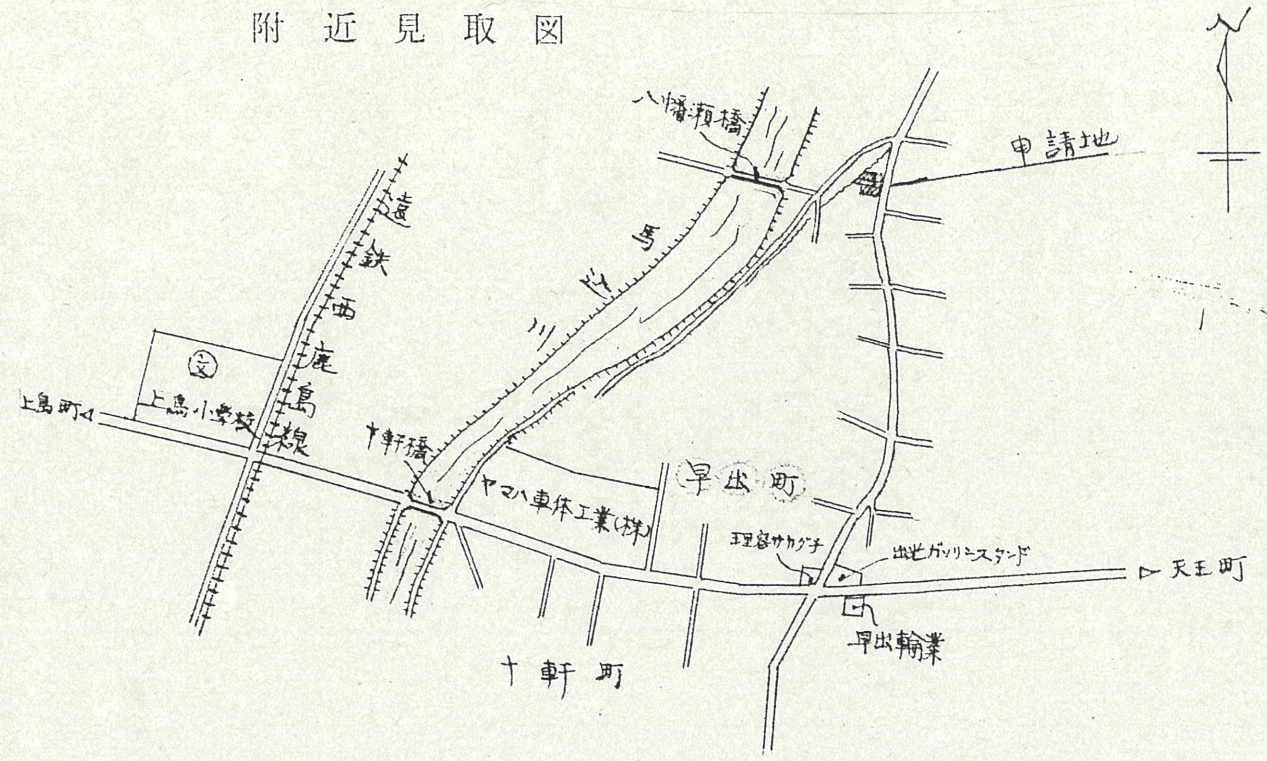 附近見取図
N
八幡瀬橋
申請地
遠鉄西鹿島線
馬込川
文
上島小学校
上島町
十軒橋
ヤマハ車体工業(株)
早出町
理容サカグチ
出光ガソリンスタンド
天王町
早出輪業
十軒町